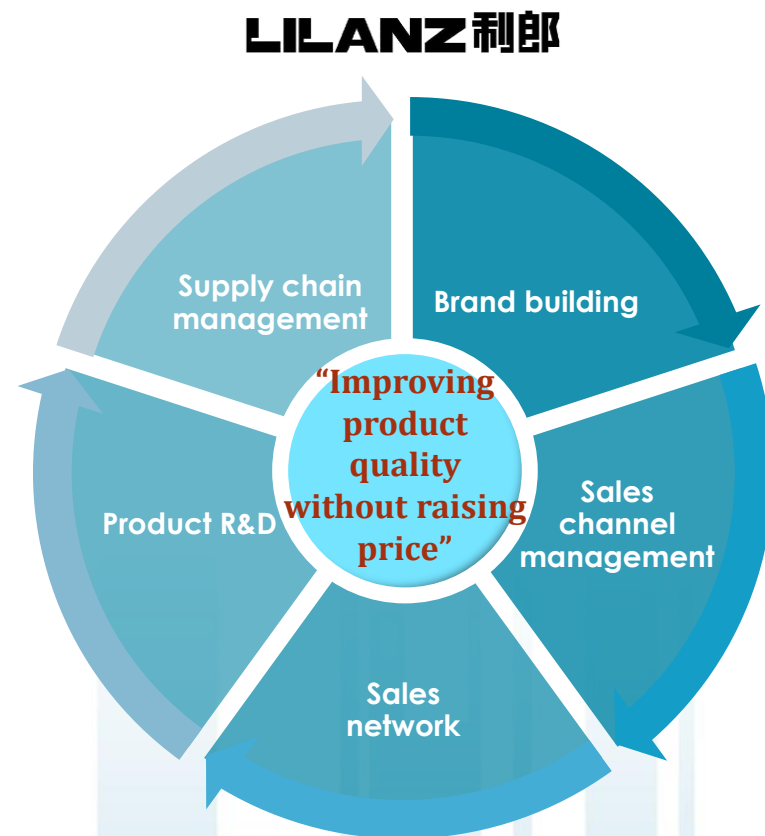 LILANZ利郎
Supply chain
management
Brand building
“Improving
product
quality
without raising
price”
Product R&D
Sales
channel
management
Sales
network